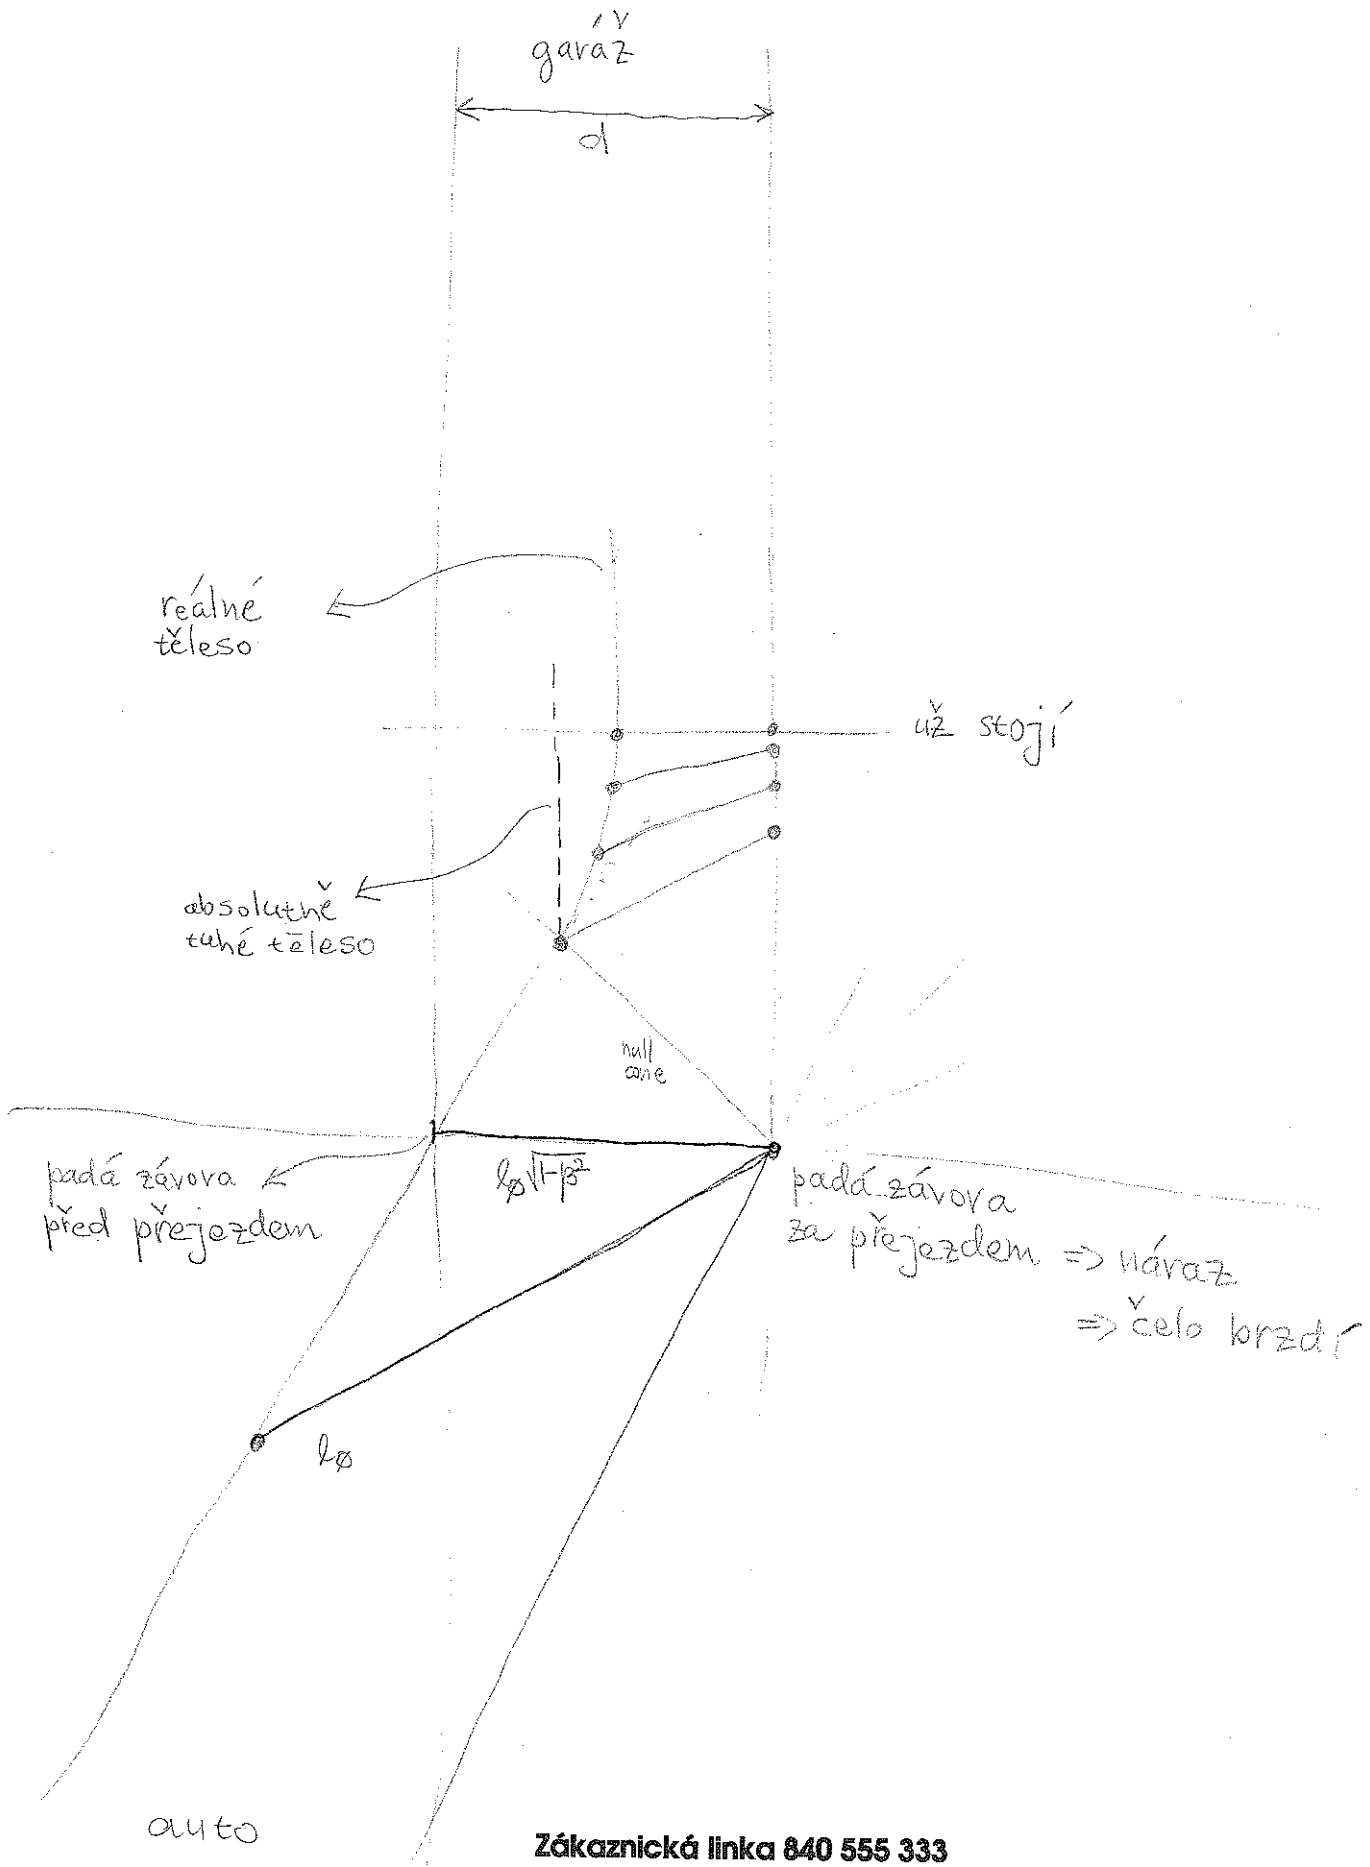 garáž
d
reálné
těleso
už stojí
absolutně
tuhé těleso
null
cone
padá závora
před přejezdem
l₀√1-β²
padá závora
za přejezdem => náraz
=> čelo brzdí
l₀
auto
Zákaznická linka 840 555 333